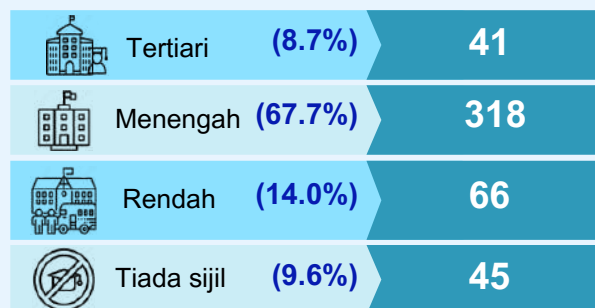 Tertiari (8.7%) 41
Menengah (67.7%) 318
Rendah (14.0%) 66
Tiada sijil (9.6%) 45